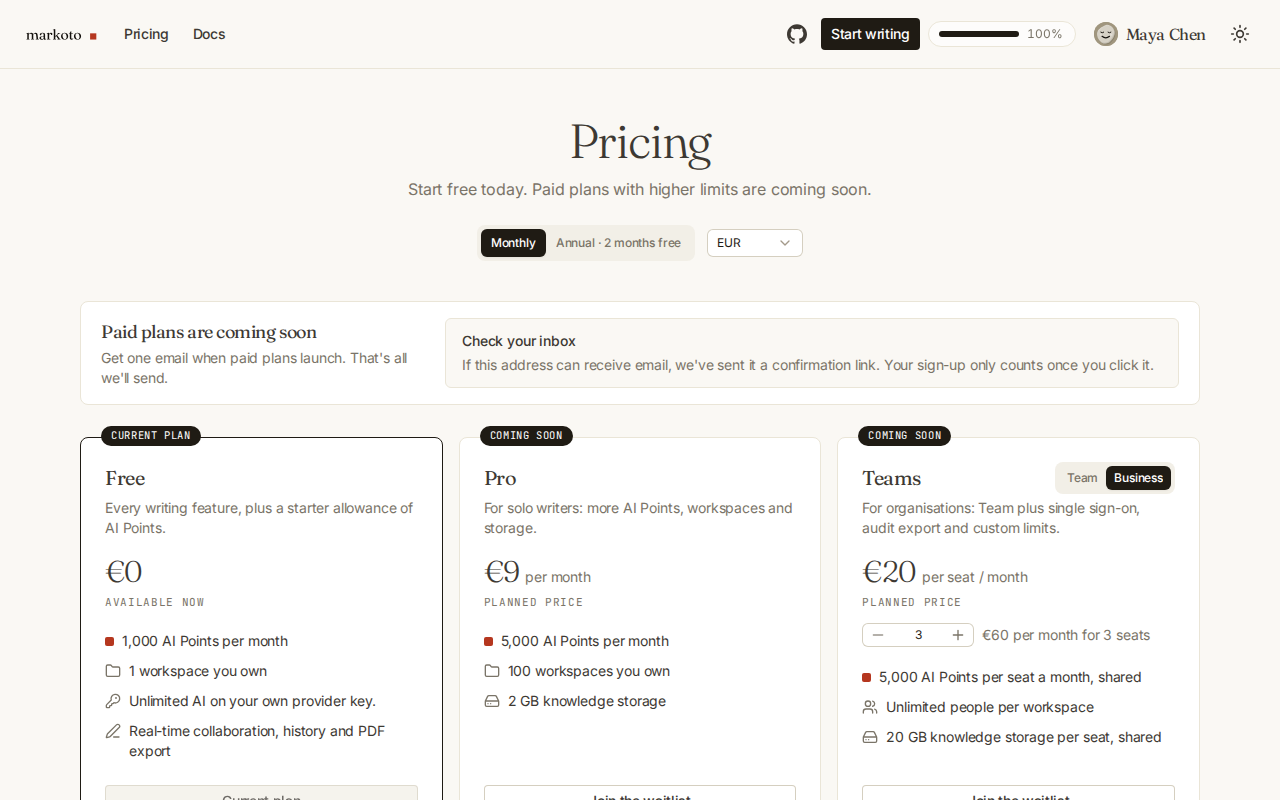 markoto
Pricing
Docs
Start writing
100%
Maya Chen
Pricing
Start free today. Paid plans with higher limits are coming soon.
Monthly
Annual · 2 months free
EUR
Paid plans are coming soon
Get one email when paid plans launch. That's all
we'll send.
Check your inbox
If this address can receive email, we've sent it a confirmation link. Your sign-up only counts once you click it.
CURRENT PLAN
Free
Every writing feature, plus a starter allowance of
AI Points.
€0
AVAILABLE NOW
1,000 AI Points per month
1 workspace you own
Unlimited AI on your own provider key.
Real-time collaboration, history and PDF
export
Current plan
COMING SOON
Pro
For solo writers: more AI Points, workspaces and
storage.
€9 per month
PLANNED PRICE
5,000 AI Points per month
100 workspaces you own
2 GB knowledge storage
Join the waitlist
COMING SOON
Teams
Team
Business
For organisations: Team plus single sign-on,
audit export and custom limits.
€20 per seat / month
PLANNED PRICE
3
€60 per month for 3 seats
5,000 AI Points per seat a month, shared
Unlimited people per workspace
20 GB knowledge storage per seat, shared
Join the waitlist